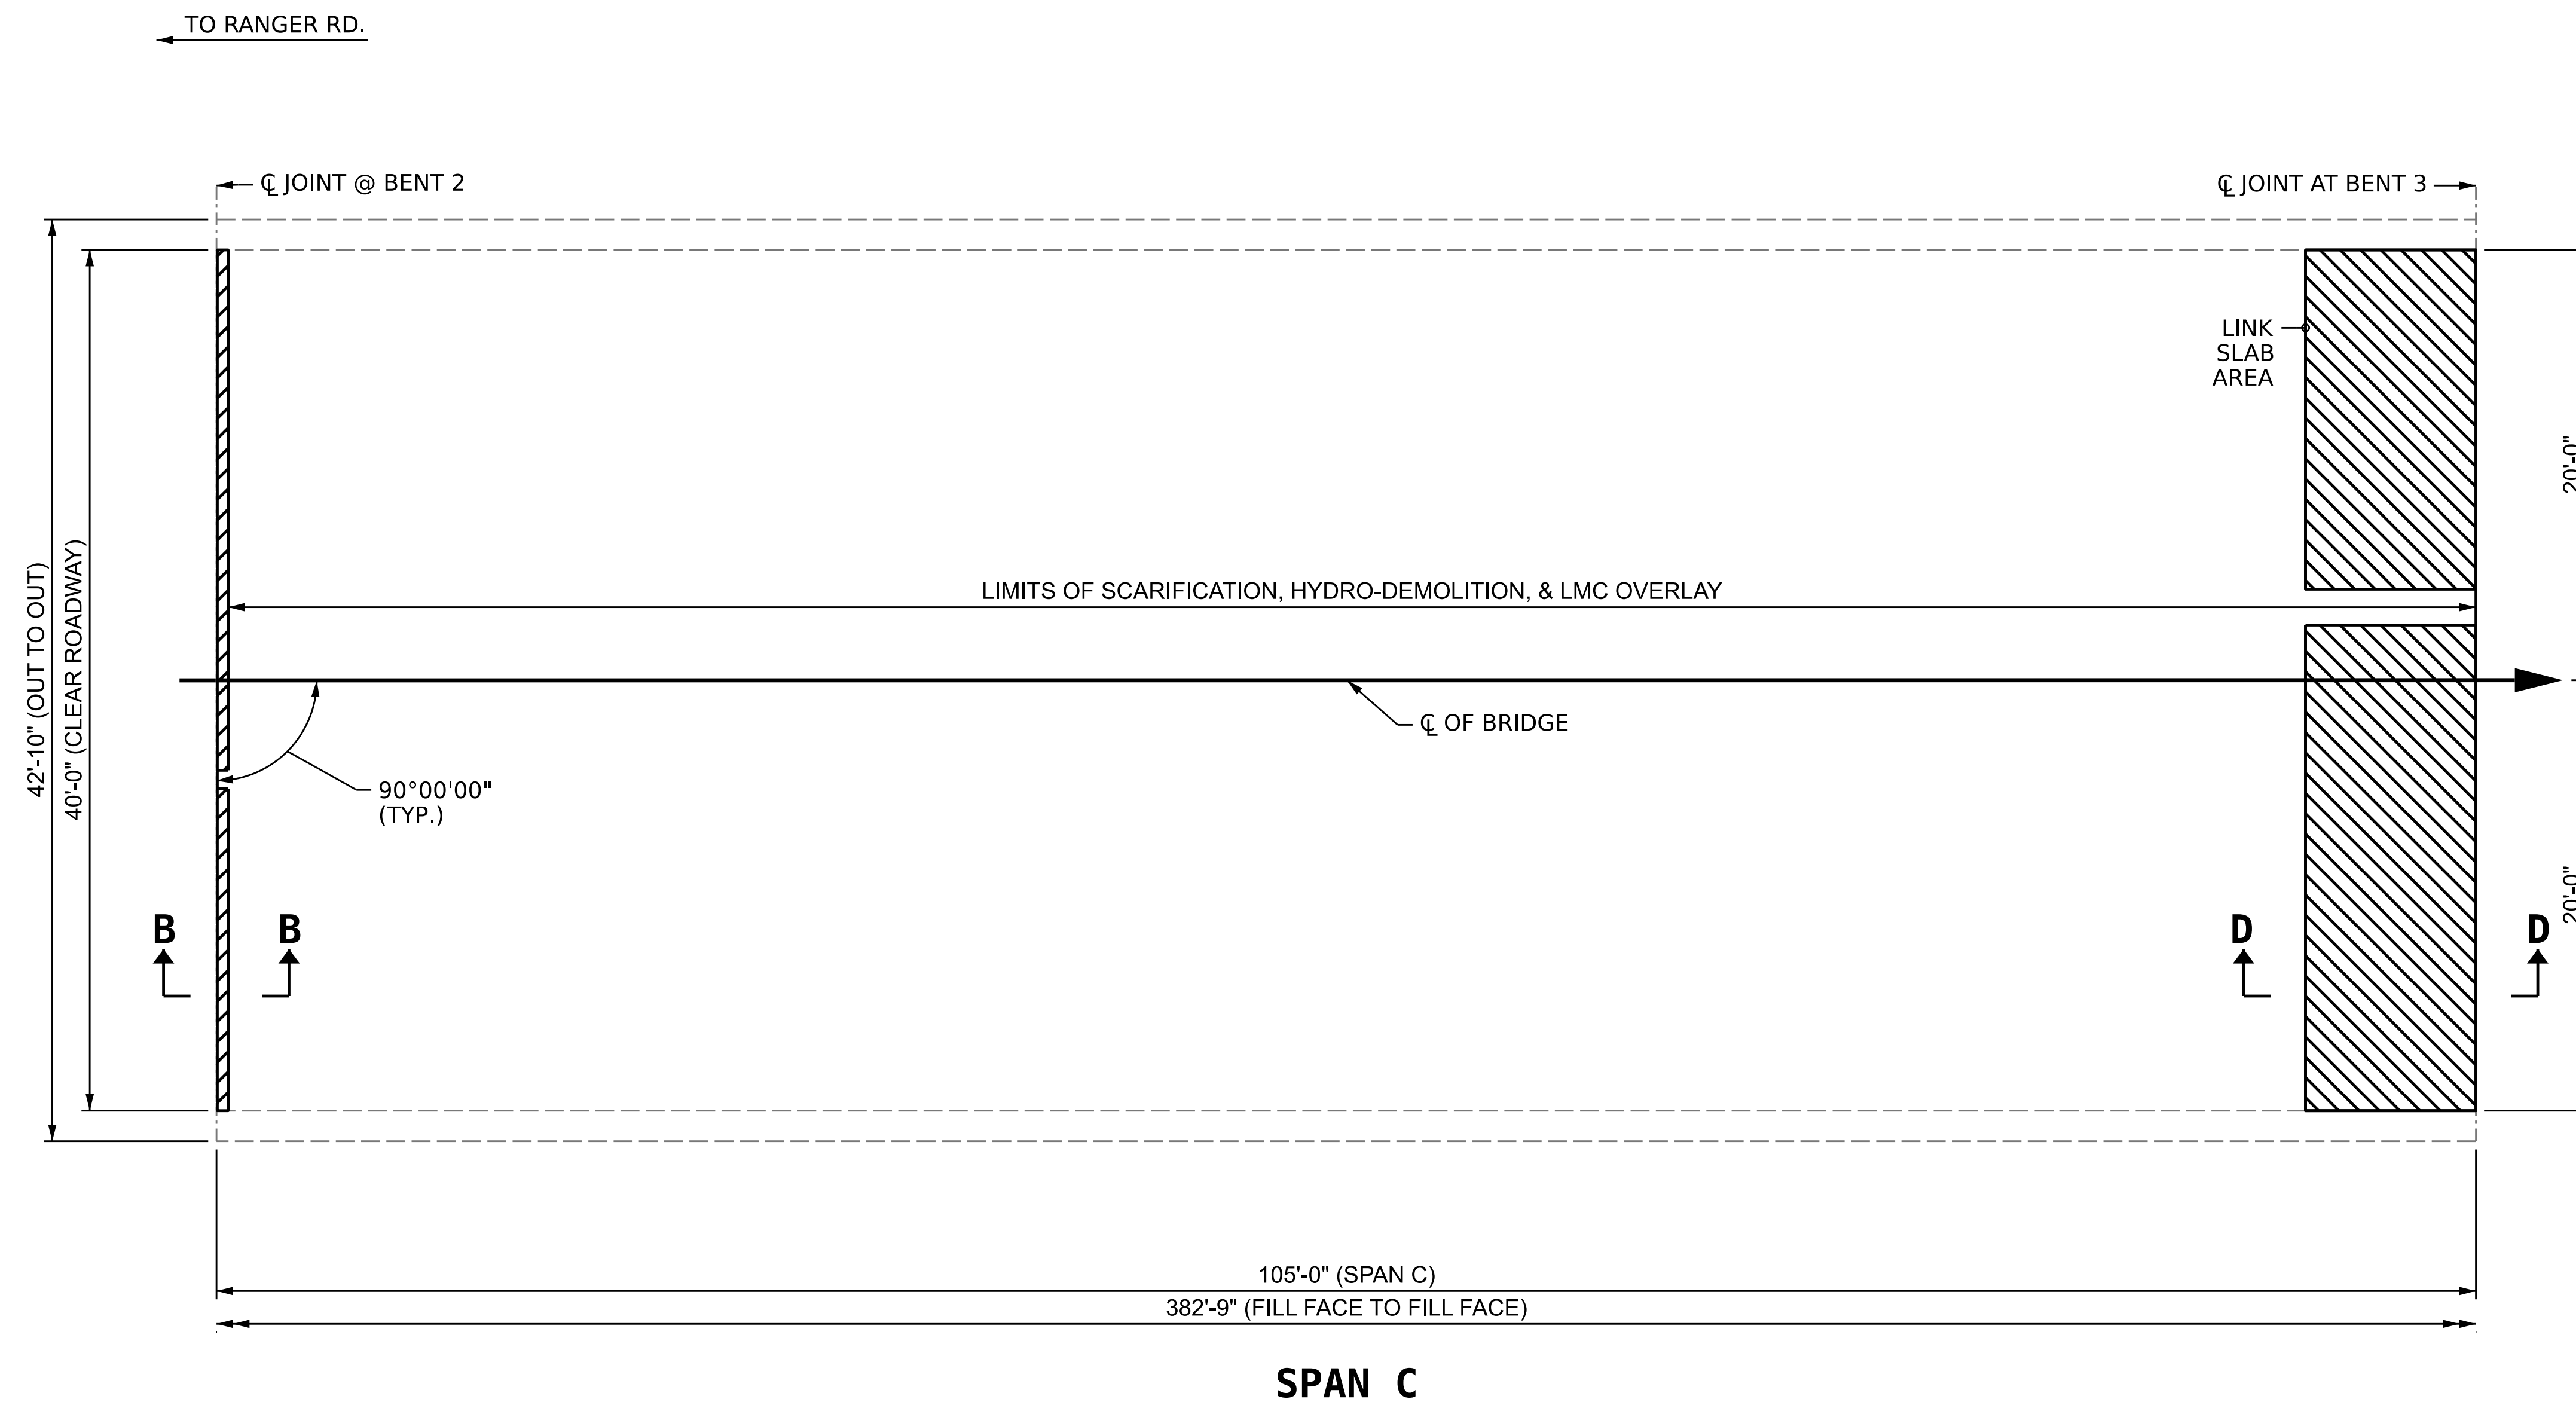 TO RANGER RD.
℄ JOINT @ BENT 2
℄ JOINT AT BENT 3
LINK
SLAB
AREA
20'-0"
LIMITS OF SCARIFICATION, HYDRO-DEMOLITION, & LMC OVERLAY
42'-10" (OUT TO OUT)
40'-0" (CLEAR ROADWAY)
℄ OF BRIDGE
90°00'00"
(TYP.)
20'-0"
B B D D
105'-0" (SPAN C)
382'-9" (FILL FACE TO FILL FACE)
SPAN C